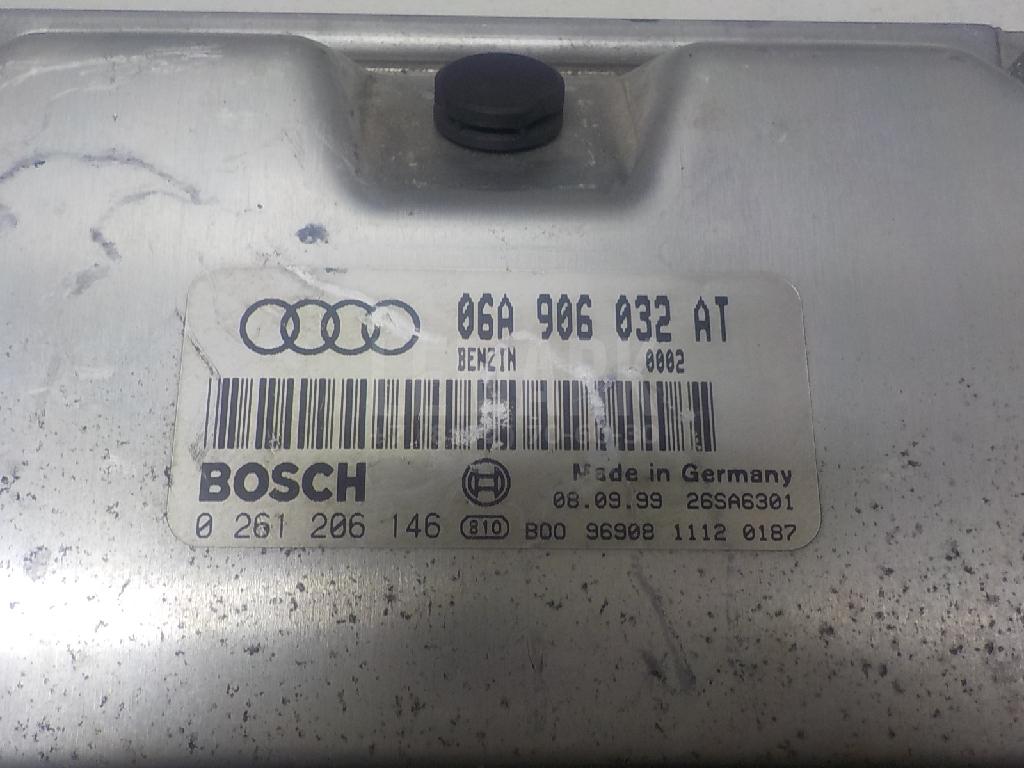 06A 906 032 AT
BENZIN 0002
BOSCH
Made in Germany
08.09.99 26SA6301
0 261 206 146 810 B00 96908 1112 0187